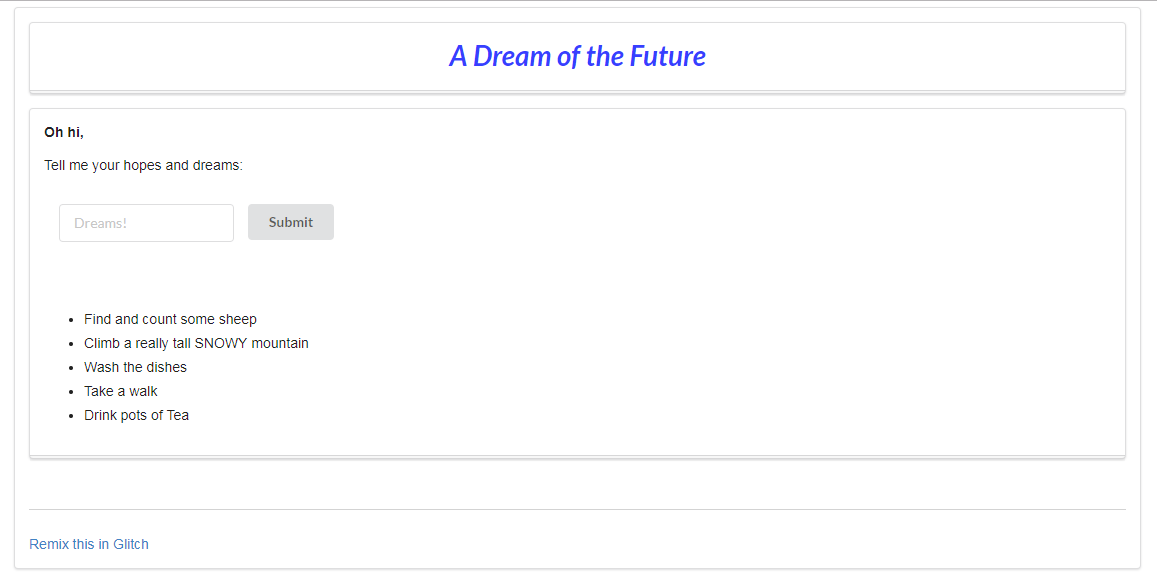 A Dream of the Future
Oh hi,
Tell me your hopes and dreams:
Dreams! Submit
Find and count some sheep
Climb a really tall SNOWY mountain
Wash the dishes
Take a walk
Drink pots of Tea
Remix this in Glitch